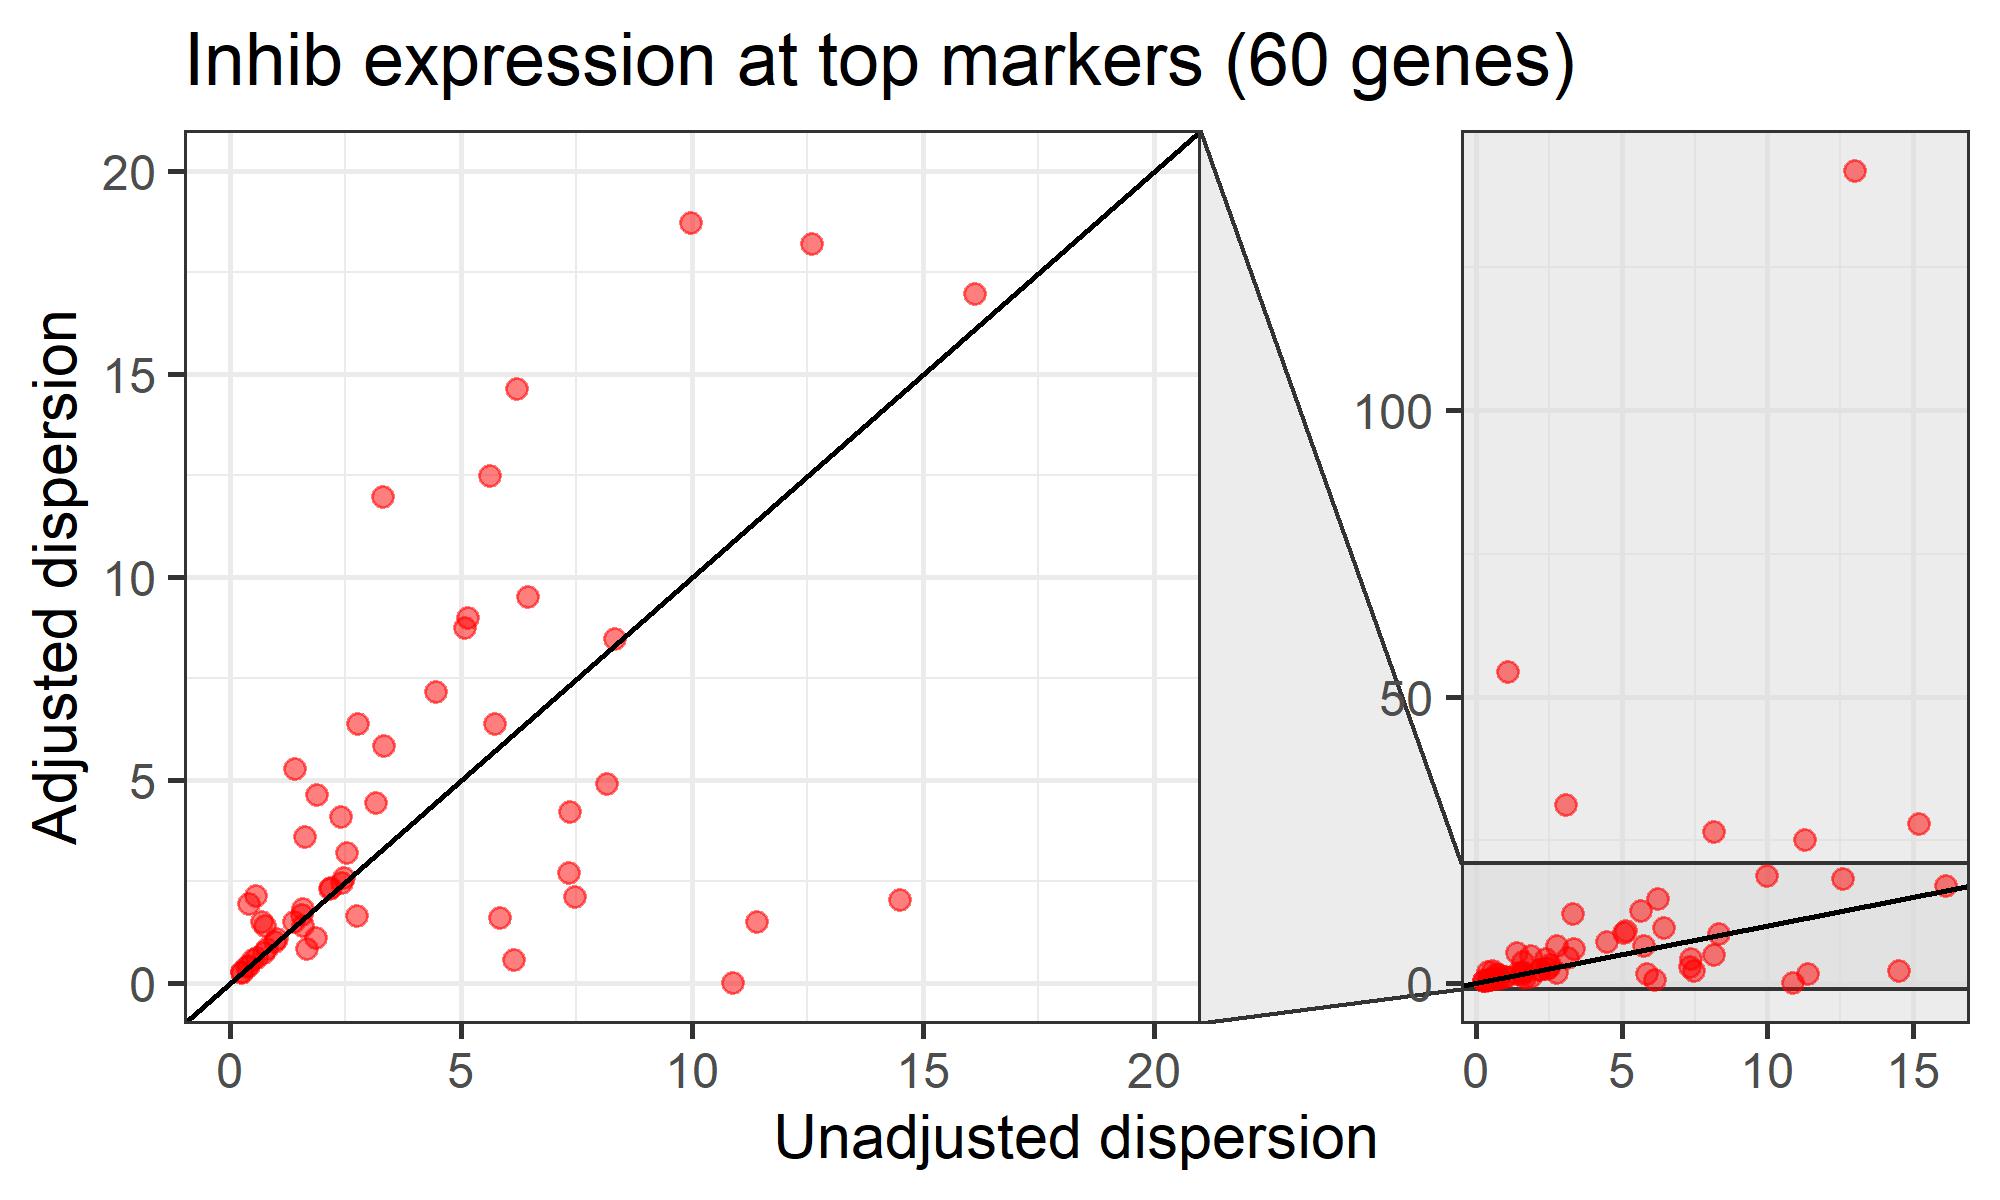 Inhib expression at top markers (60 genes)
Adjusted dispersion
20
15
10
5
0
0 5 10 15 20
100
50
0
0 5 10 15
Unadjusted dispersion